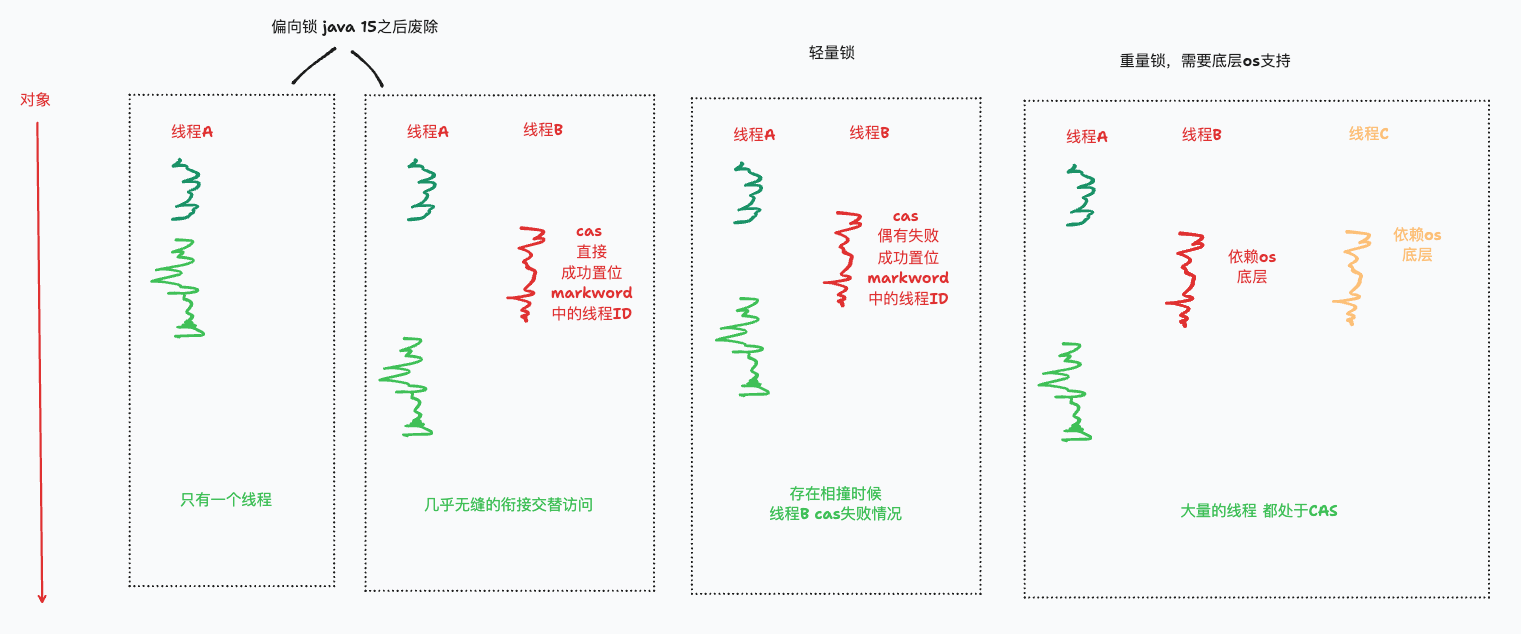 偏向锁 java 15之后废除
轻量锁
重量锁，需要底层os支持
对象
线程A
线程A
线程B
cas
直接
成功置位
markword
中的线程ID
线程A
线程B
cas
偶有失败
成功置位
markword
中的线程ID
线程A
线程B
线程C
依赖os
底层
依赖os
底层
只有一个线程
几乎无缝的衔接交替访问
存在相撞时候
线程B cas失败情况
大量的线程 都处于CAS